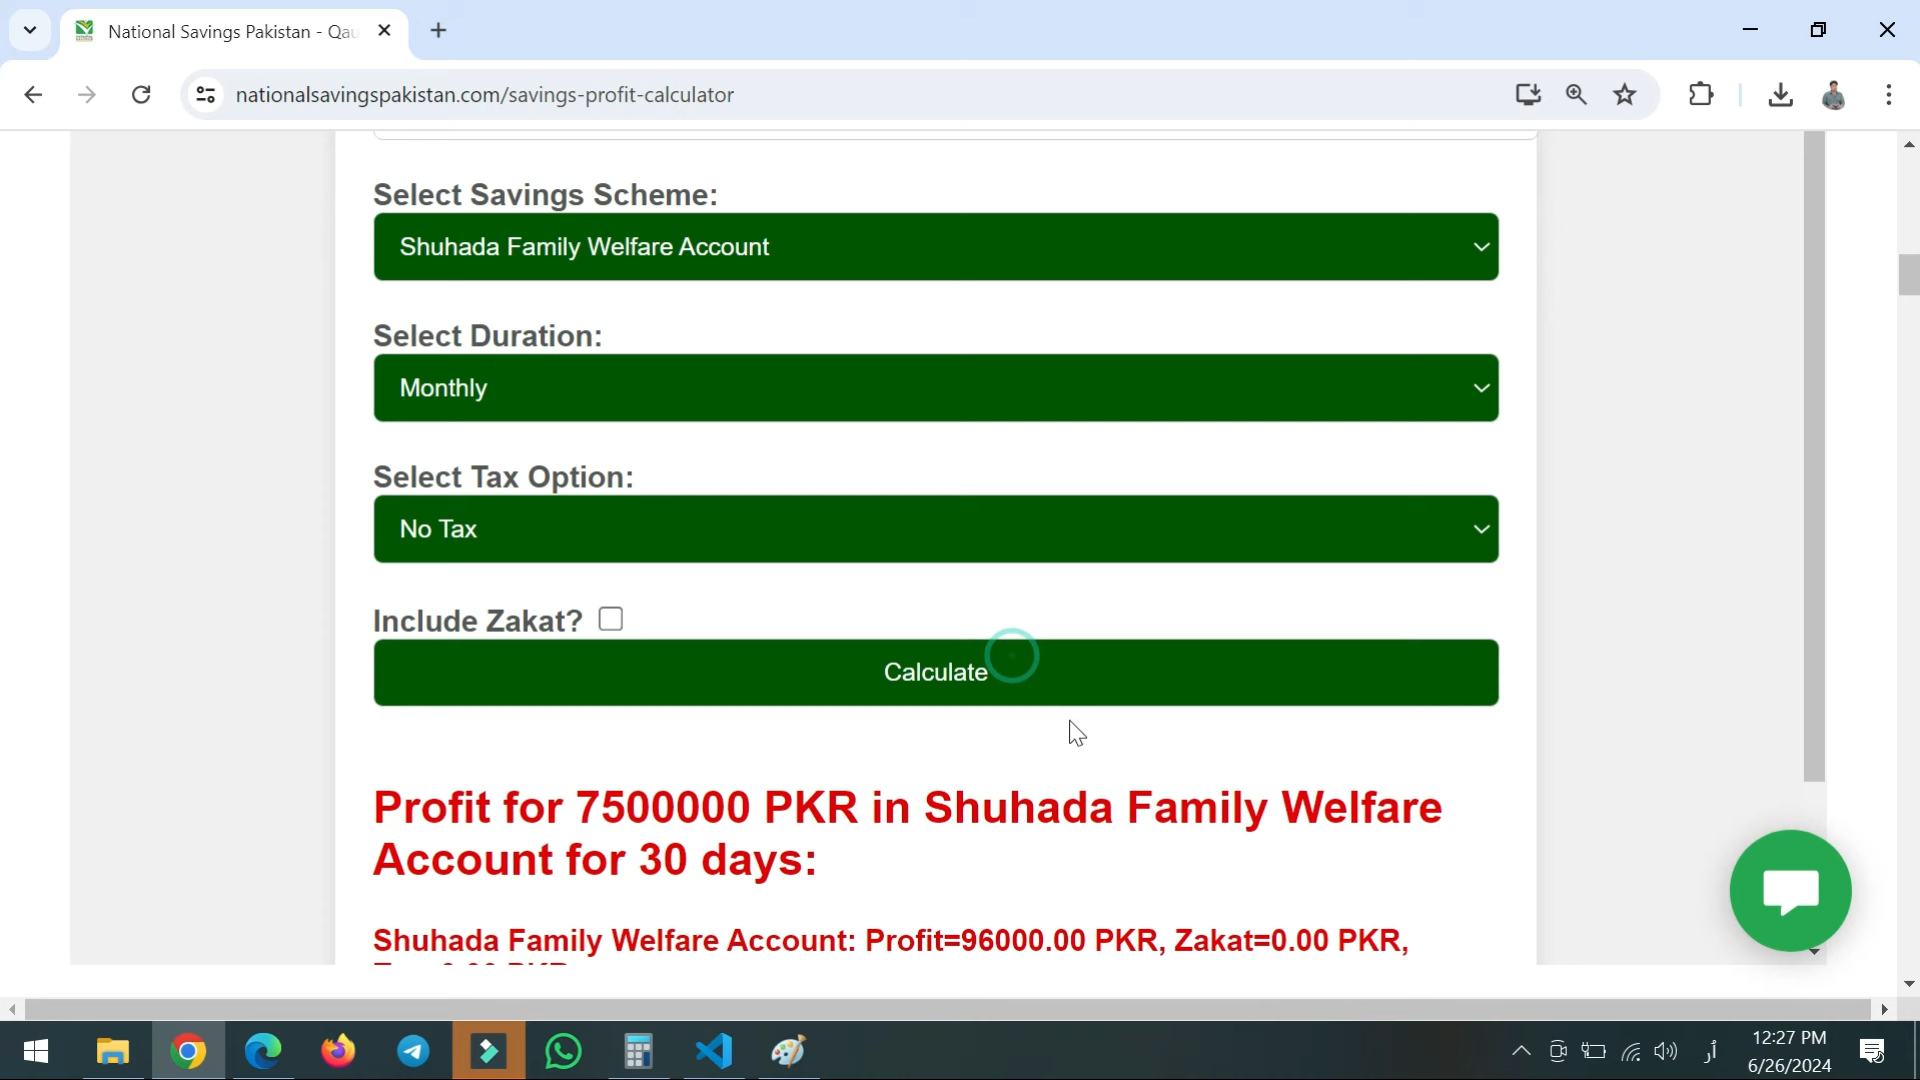 National Savings Pakistan - Qau
nationalsavingspakistan.com/savings-profit-calculator
Select Savings Scheme:
Shuhada Family Welfare Account
Select Duration:
Monthly
Select Tax Option:
No Tax
Include Zakat?
Calculate
Profit for 7500000 PKR in Shuhada Family Welfare
Account for 30 days:
Shuhada Family Welfare Account: Profit=96000.00 PKR, Zakat=0.00 PKR,
12:27 PM
6/26/2024